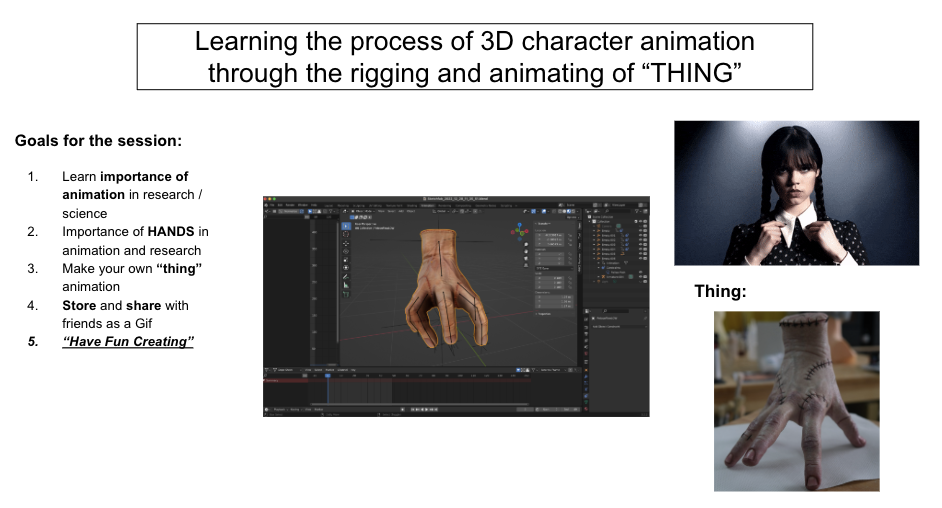 Learning the process of 3D character animation
through the rigging and animating of “THING”
Goals for the session:
1. Learn importance of
animation in research /
science
2. Importance of HANDS in
animation and research
3. Make your own “thing”
animation
4. Store and share with
friends as a Gif
5. “Have Fun Creating”
Thing: